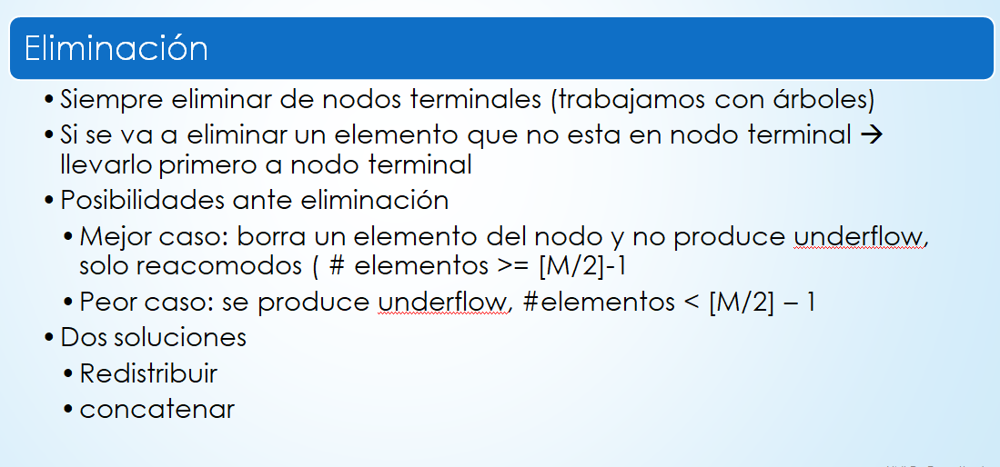 Eliminación
• Siempre eliminar de nodos terminales (trabajamos con árboles)
• Si se va a eliminar un elemento que no esta en nodo terminal →
llevarlo primero a nodo terminal
• Posibilidades ante eliminación
• Mejor caso: borra un elemento del nodo y no produce underflow,
solo reacomodos ( # elementos >= [M/2]-1
• Peor caso: se produce underflow, #elementos < [M/2] – 1
• Dos soluciones
• Redistribuir
• concatenar